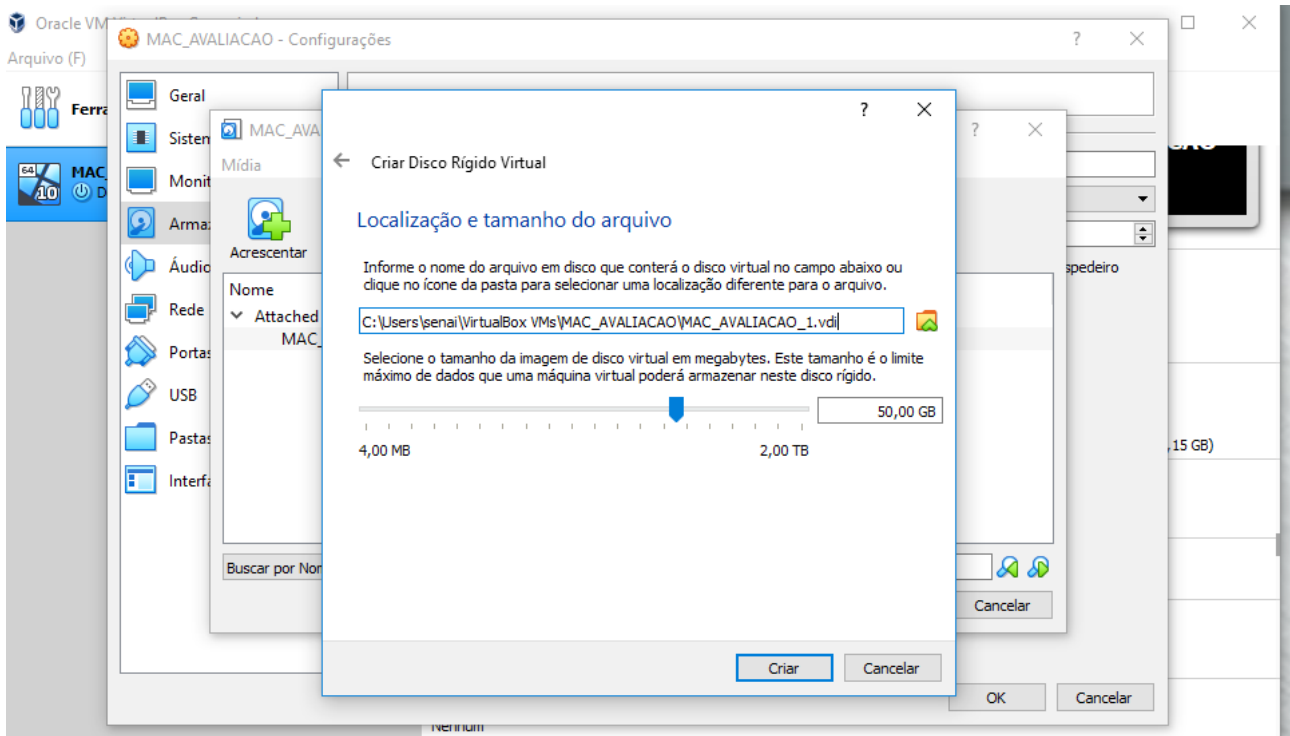 Oracle VM
MAC_AVALIACAO - Configurações
?
Arquivo (F)
Geral
Ferra
?
MAC_AVA
?
Sistem
Criar Disco Rígido Virtual
Mídia
64
10
MAC_
Monit
D
Localização e tamanho do arquivo
Armaz
Acrescentar
Áudio
Informe o nome do arquivo em disco que conterá o disco virtual no campo abaixo ou
clique no ícone da pasta para selecionar uma localização diferente para o arquivo.
spedeiro
Nome
Rede
Attached
C:\Users\senai\VirtualBox VMs\MAC_AVALIACAO\MAC_AVALIACAO_1.vdi
MAC_
Portas
Selecione o tamanho da imagem de disco virtual em megabytes. Este tamanho é o limite
máximo de dados que uma máquina virtual poderá armazenar neste disco rígido.
USB
50,00 GB
Pastas
4,00 MB
2,00 TB
,15 GB)
Interfa
Buscar por Nor
Cancelar
Criar
Cancelar
OK
Cancelar
Nenhum